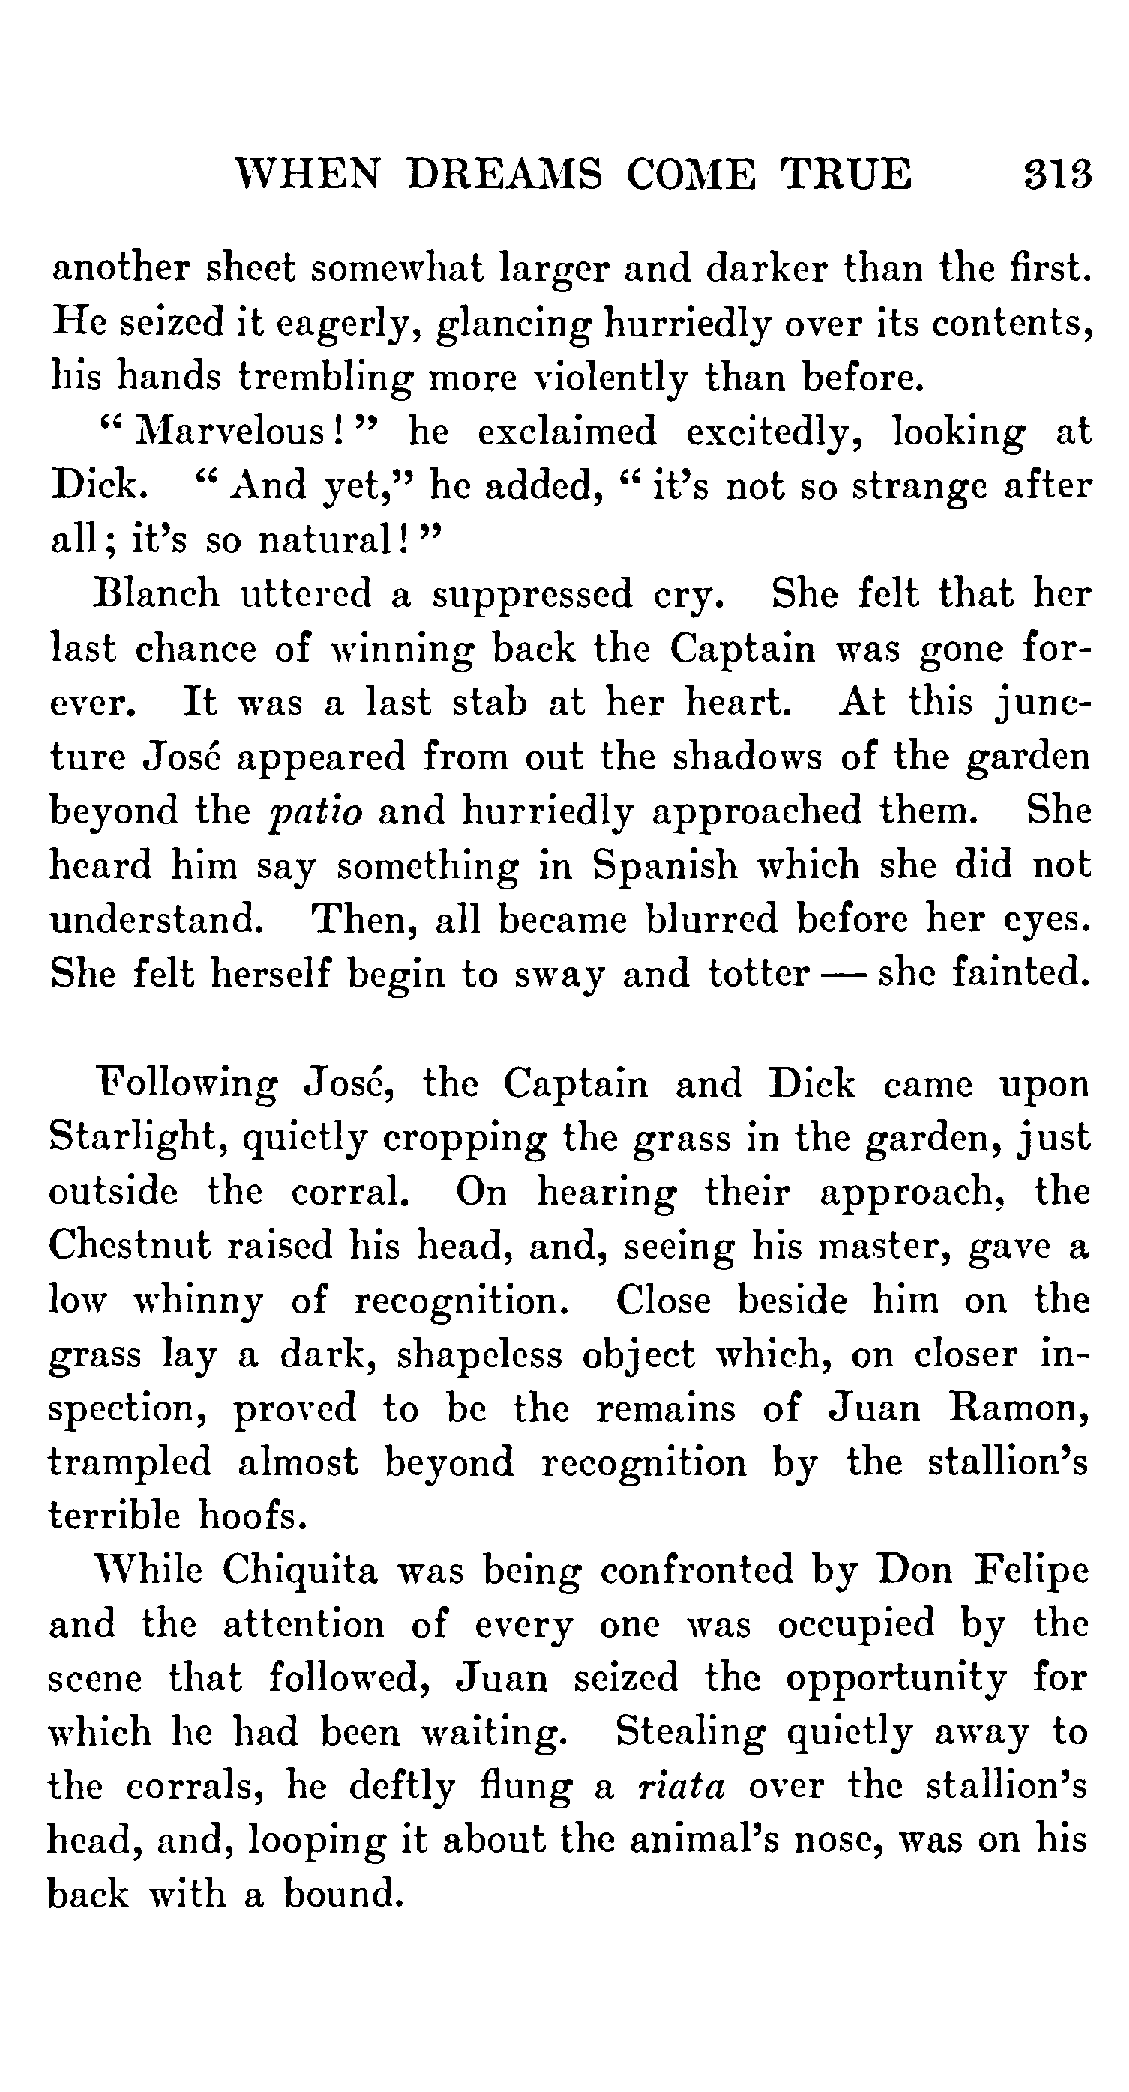 WHEN DREAMS COME TRUE 313
another sheet somewhat larger and darker than the first.
He seized it eagerly, glancing hurriedly over its contents,
his hands trembling more violently than before.
“ Marvelous! ” he exclaimed excitedly, looking at
Dick. “ And yet,” he added, “ it’s not so strange after
all; it’s so natural! ”
Blanch uttered a suppressed cry. She felt that her
last chance of winning back the Captain was gone for-
ever. It was a last stab at her heart. At this junc-
ture José appeared from out the shadows of the garden
beyond the patio and hurriedly approached them. She
heard him say something in Spanish which she did not
understand. Then, all became blurred before her eyes.
She felt herself begin to sway and totter — she fainted.
Following José, the Captain and Dick came upon
Starlight, quietly cropping the grass in the garden, just
outside the corral. On hearing their approach, the
Chestnut raised his head, and, seeing his master, gave a
low whinny of recognition. Close beside him on the
grass lay a dark, shapeless object which, on closer in-
spection, proved to be the remains of Juan Ramon,
trampled almost beyond recognition by the stallion’s
terrible hoofs.
While Chiquita was being confronted by Don Felipe
and the attention of every one was occupied by the
scene that followed, Juan seized the opportunity for
which he had been waiting. Stealing quietly away to
the corrals, he deftly flung a riata over the stallion’s
head, and, looping it about the animal’s nose, was on his
back with a bound.